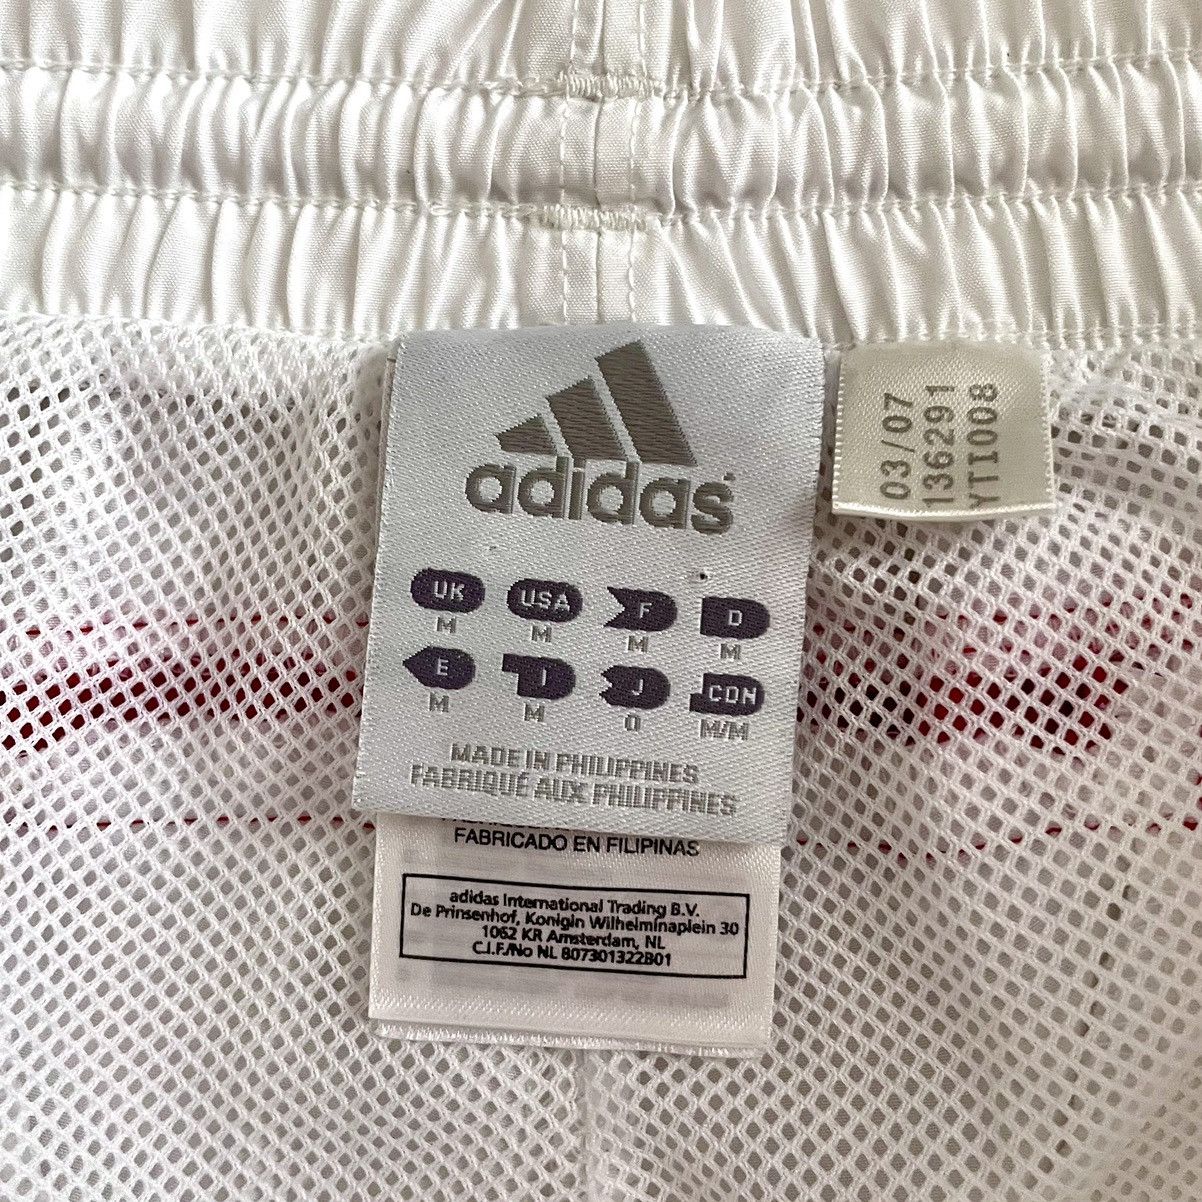 adidas
UK USA F D
M M M M
E I J CDN
M M O M/M
MADE IN PHILIPPINES
FABRIQUÉ AUX PHILIPPINES
FABRICADO EN FILIPINAS
adidas International Trading B.V.
De Prinsenhof, Konigin Wilhelminaplein 30
1062 KR Amsterdam, NL
C.I.F./No NL 807301322B01
03/07
136291
YTI008